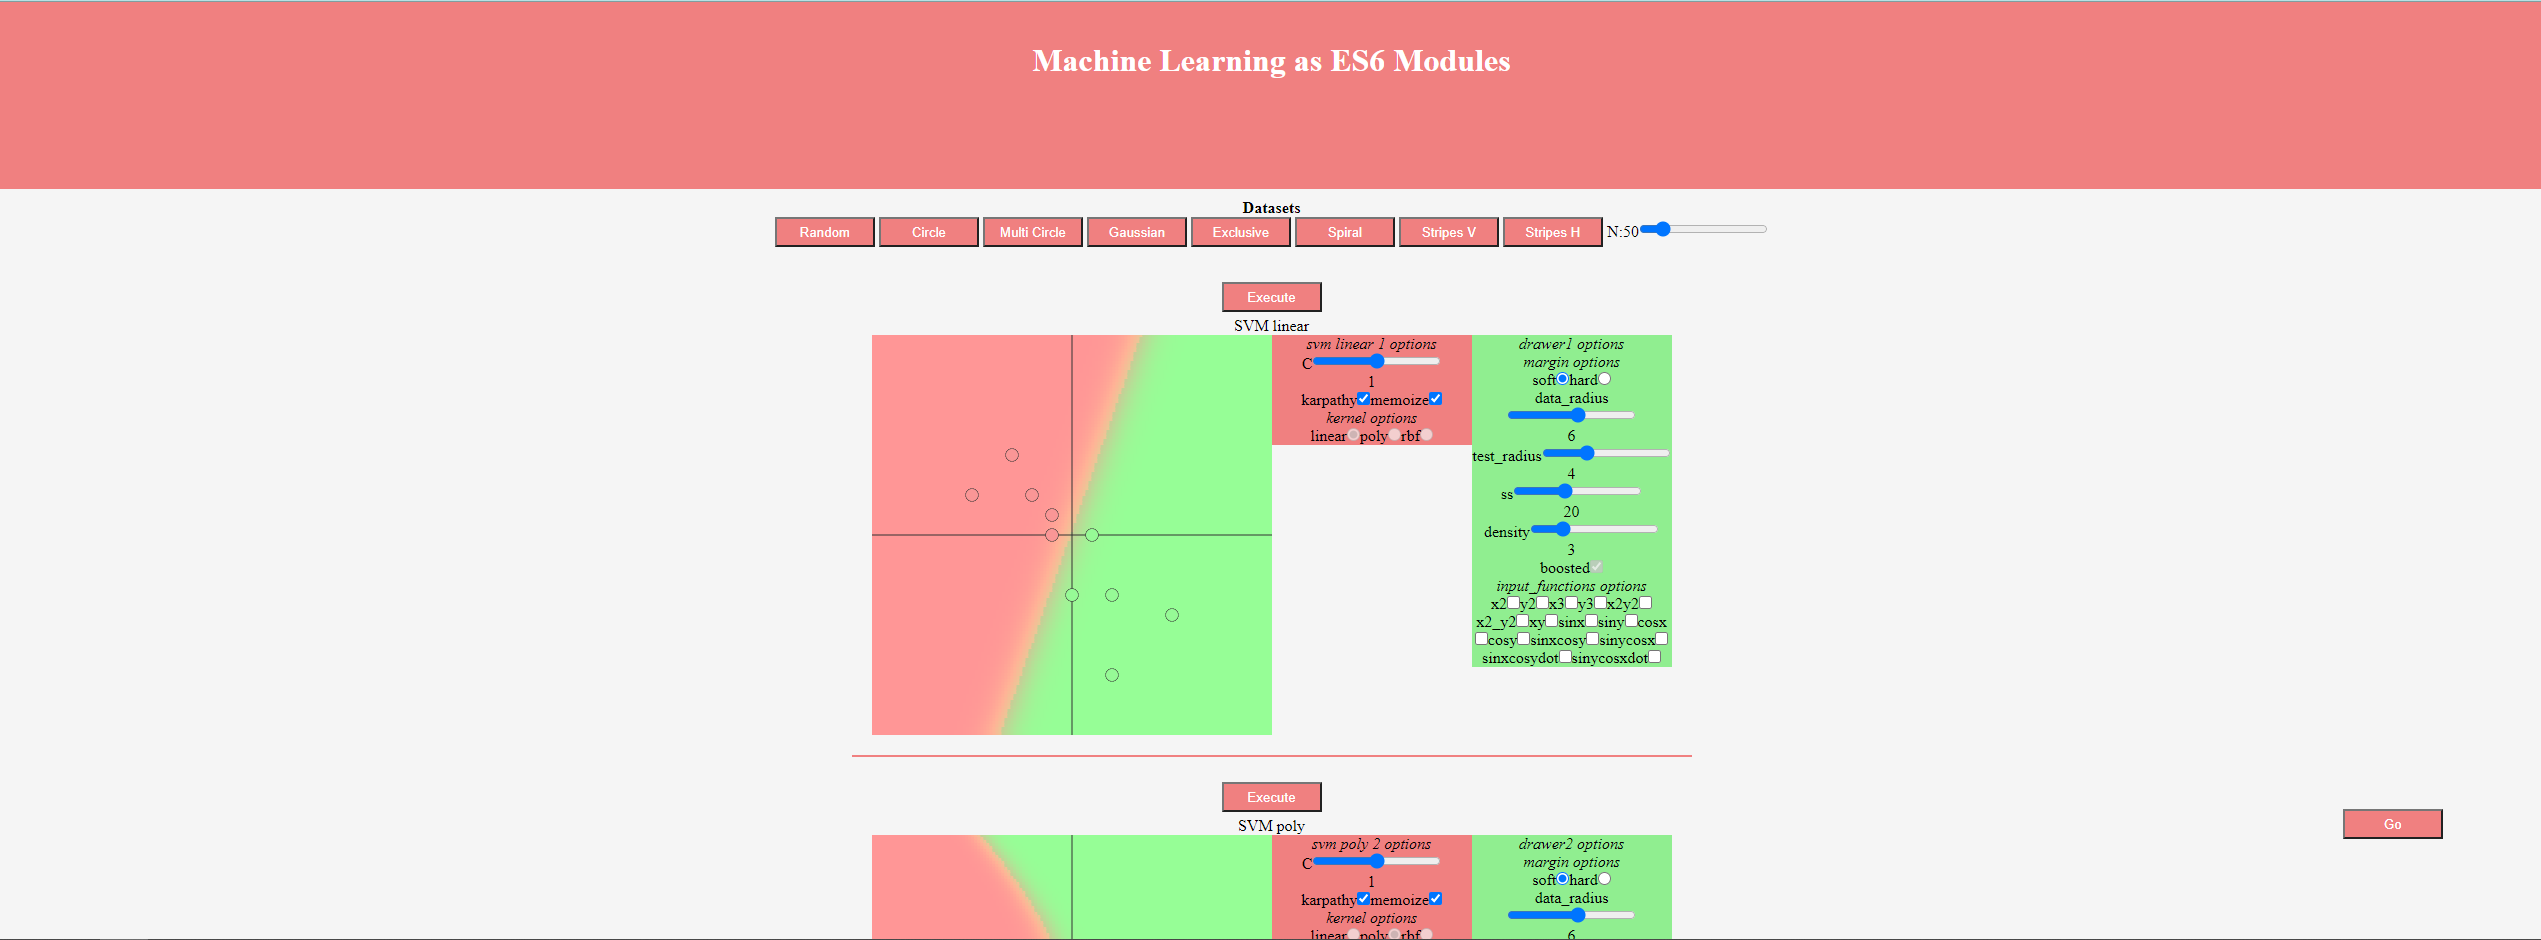 Machine Learning as ES6 Modules
Datasets
Random Circle Multi Circle Gaussian Exclusive Spiral Stripes V Stripes H N:50
Execute
SVM linear
svm linear 1 options
C
1
karpathy memoize
kernel options
linear poly rbf
drawer1 options
margin options
soft hard
data_radius
6
test_radius
4
ss
20
density
3
boosted
input_functions options
x2 y2 x3 y3 x2y2
x2_y2 xy sinx siny cosx
cosy sinxcosy sinycosx
sinxcosydot sinycosxdot
Execute
SVM poly
svm poly 2 options
C
1
karpathy memoize
kernel options
linear poly rbf
drawer2 options
margin options
soft hard
data_radius
6
Go